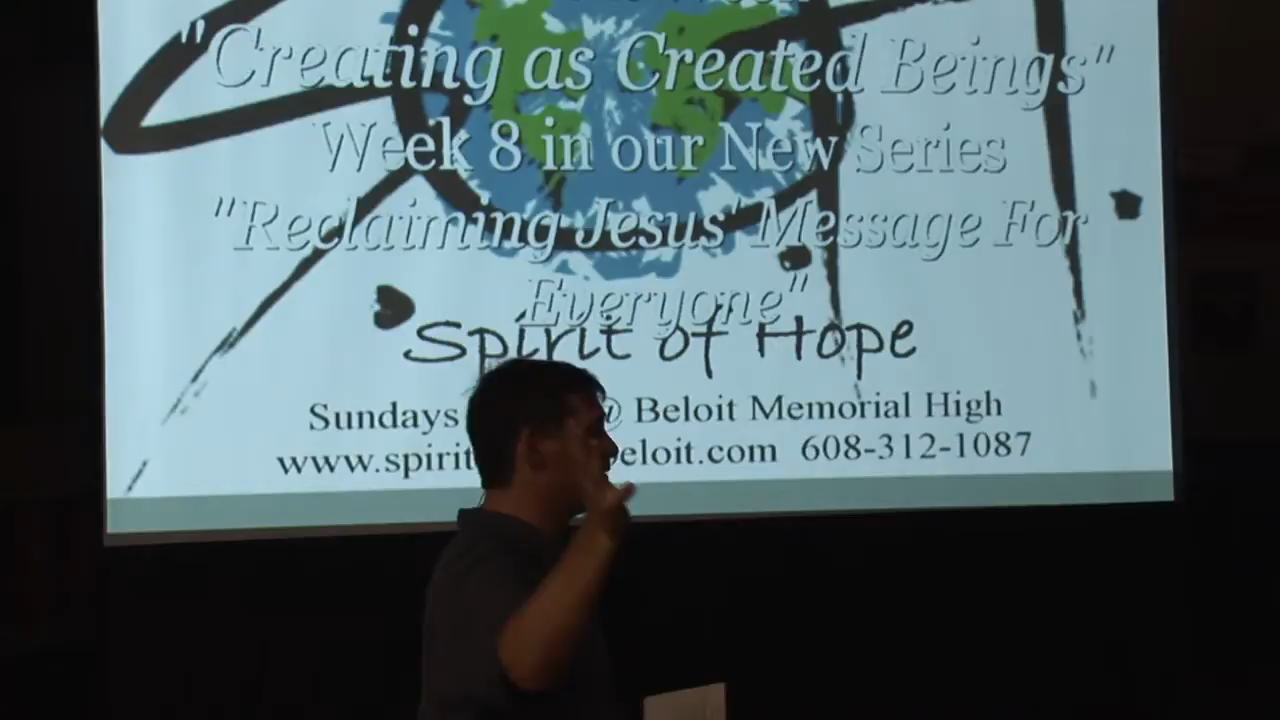 "Creating as Created Beings"
Week 8 in our New Series
"Reclaiming Jesus' Message For
Everyone"
Spirit of Hope
Sundays @ Beloit Memorial High
www.spirit beloit.com 608-312-1087